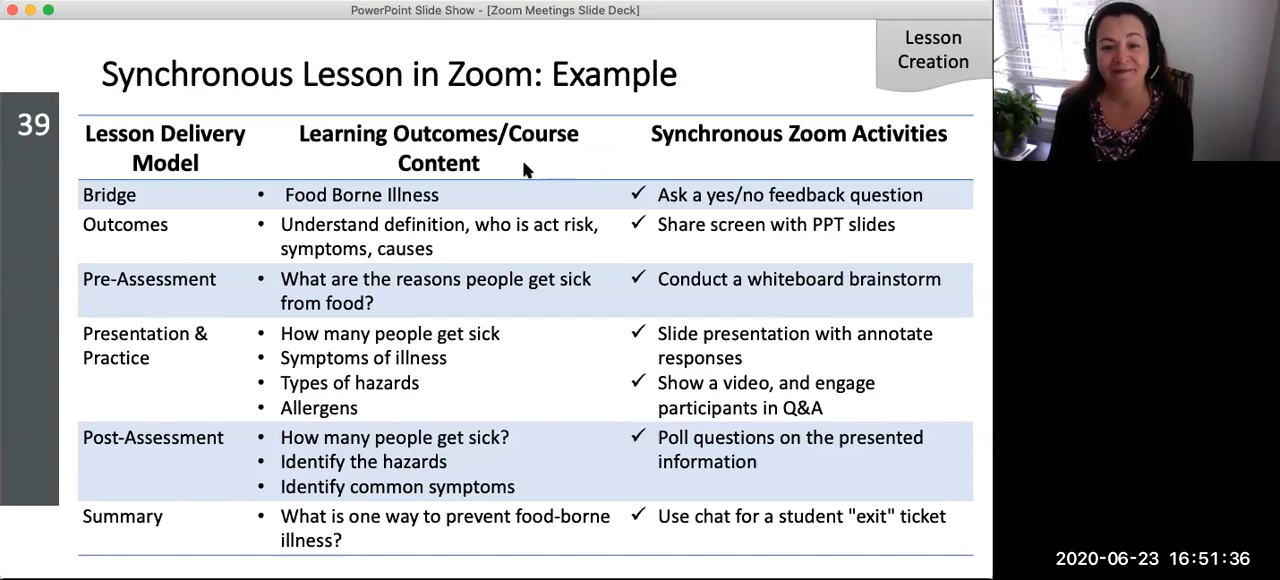 PowerPoint Slide Show - [Zoom Meetings Slide Deck]
Lesson
Creation
Synchronous Lesson in Zoom: Example
39
Lesson Delivery
Model
Learning Outcomes/Course
Content
Synchronous Zoom Activities
Bridge
• Food Borne Illness
✓ Ask a yes/no feedback question
Outcomes
• Understand definition, who is act risk,
symptoms, causes
✓ Share screen with PPT slides
Pre-Assessment
• What are the reasons people get sick
from food?
✓ Conduct a whiteboard brainstorm
Presentation &
Practice
• How many people get sick
• Symptoms of illness
• Types of hazards
• Allergens
✓ Slide presentation with annotate
responses
✓ Show a video, and engage
participants in Q&A
Post-Assessment
• How many people get sick?
• Identify the hazards
• Identify common symptoms
✓ Poll questions on the presented
information
Summary
• What is one way to prevent food-borne
illness?
✓ Use chat for a student "exit" ticket
2020-06-23 16:51:36